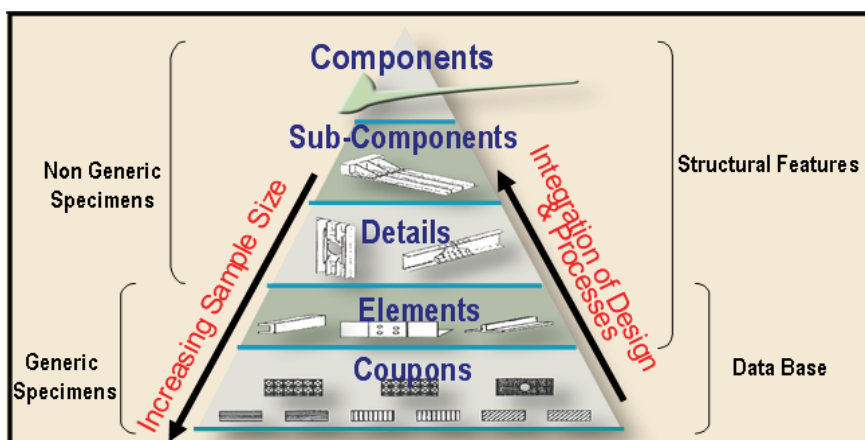 Components
Sub-Components
Details
Elements
Coupons
Non Generic
Specimens
Generic
Specimens
Increasing Sample Size
Integration of Design
& Processes
Structural Features
Data Base